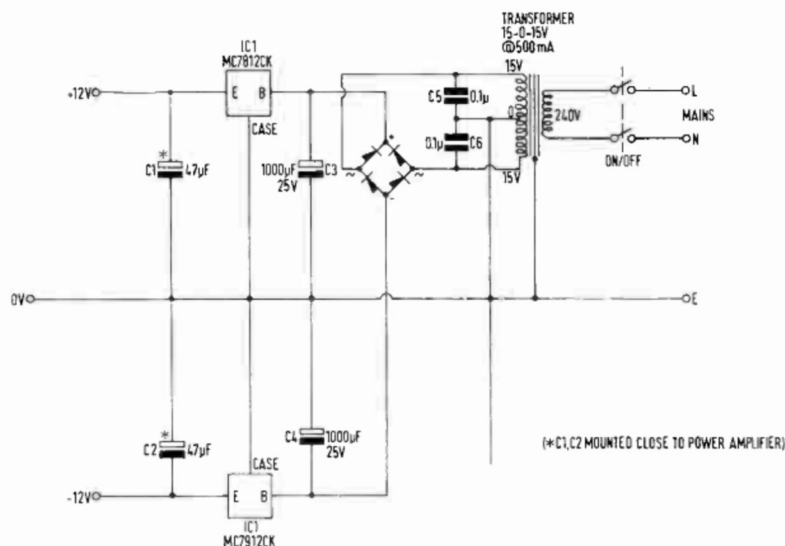 TRANSFORMER
15-0-15V
@500mA
IC1
MC7812CK
15V
+12V
E
B
C5
0.1µ
L
0
240V
MAINS
CASE
0.1µ
C6
N
+
ON/OFF
*
C1
47µF
1000µF
25V
C3
~
~
15V
-
0V
E
*
C2
47µF
C4
1000µF
25V
(*C1,C2 MOUNTED CLOSE TO POWER AMPLIFIER)
CASE
-12V
E
B
IC1
MC7912CK